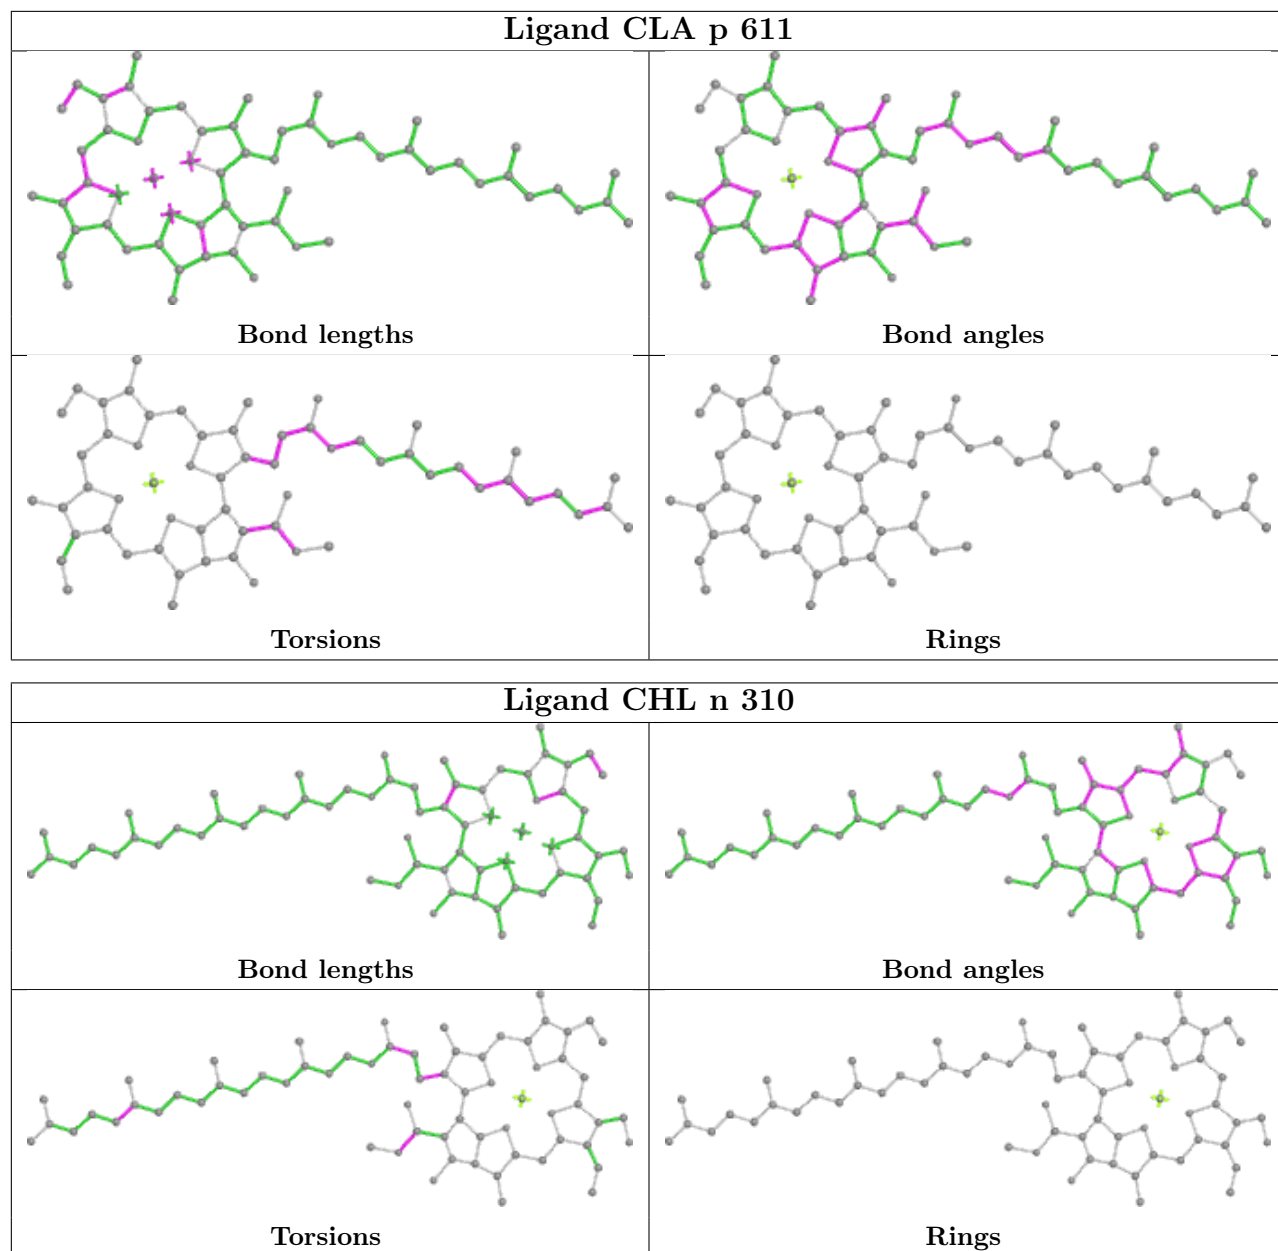 Ligand CLA p 611
Bond lengths
Bond angles
Torsions
Rings
Ligand CHL n 310
Bond lengths
Bond angles
Torsions
Rings